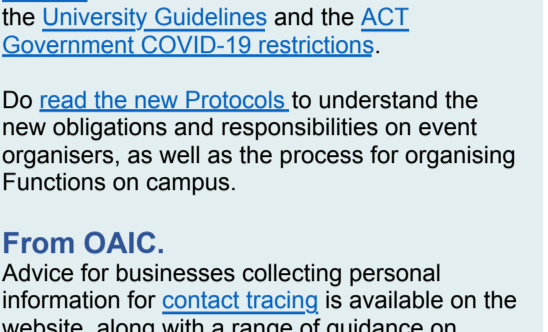 the University Guidelines and the ACT
Government COVID-19 restrictions.
Do read the new Protocols to understand the
new obligations and responsibilities on event
organisers, as well as the process for organising
Functions on campus.
From OAIC.
Advice for businesses collecting personal
information for contact tracing is available on the
website, along with a range of guidance on